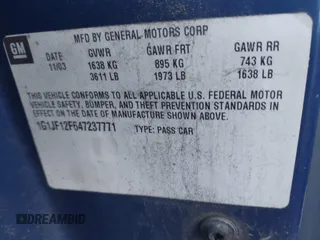 GM
MFD BY GENERAL MOTORS CORP
DATE GVWR GAWR FRT GAWR RR
11/03 1638 KG 895 KG 743 KG
3611 LB 1973 LB 1638 LB
THIS VEHICLE CONFORMS TO ALL APPLICABLE U.S. FEDERAL MOTOR
VEHICLE SAFETY, BUMPER, AND THEFT PREVENTION STANDARDS IN
EFFECT ON THE DATE OF MANUFACTURE SHOWN ABOVE.
1G1JF12F647237771 TYPE: PASS CAR
DREAMBID